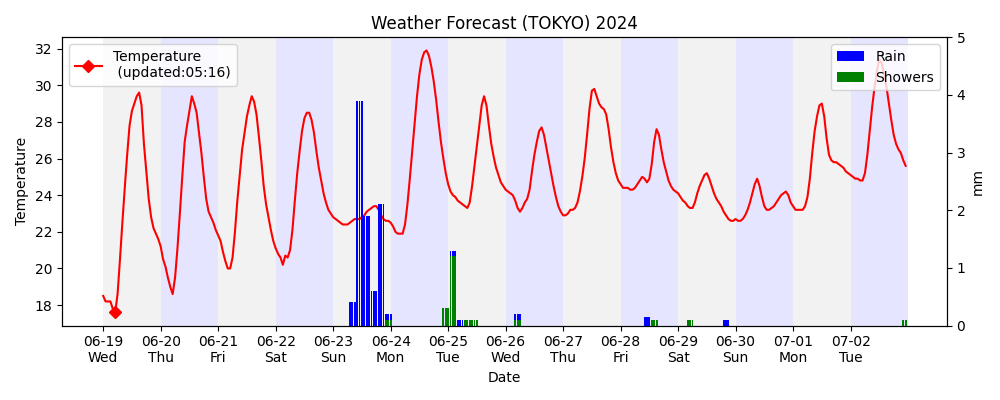 Weather Forecast (TOKYO) 2024
Temperature
(updated:05:16)
Rain
Showers
Temperature
32
30
28
26
24
22
20
18
5
4
3
2
1
0
mm
06-19 06-20 06-21 06-22 06-23 06-24 06-25 06-26 06-27 06-28 06-29 06-30 07-01 07-02
Wed Thu Fri Sat Sun Mon Tue Wed Thu Fri Sat Sun Mon Tue
Date